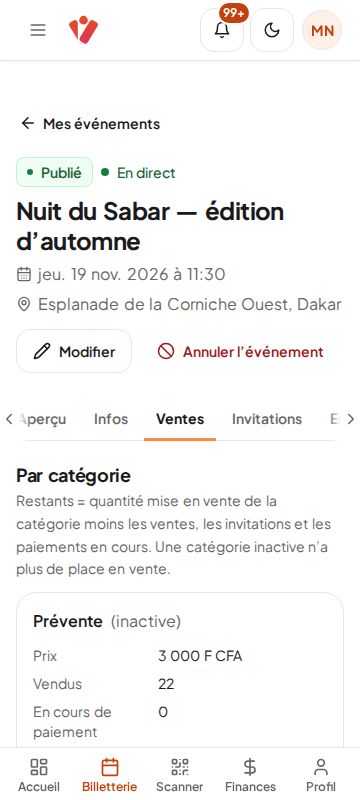 99+
MN
Mes événements
Publié
En direct
Nuit du Sabar — édition
d’automne
jeu. 19 nov. 2026 à 11:30
Esplanade de la Corniche Ouest, Dakar
Modifier
Annuler l’événement
Aperçu Infos Ventes Invitations
Par catégorie
Restants = quantité mise en vente de la
catégorie moins les ventes, les invitations et les
paiements en cours. Une catégorie inactive n’a
plus de place en vente.
Prévente (inactive)
Prix 3 000 F CFA
Vendus 22
En cours de 0
paiement
Accueil Billetterie Scanner Finances Profil